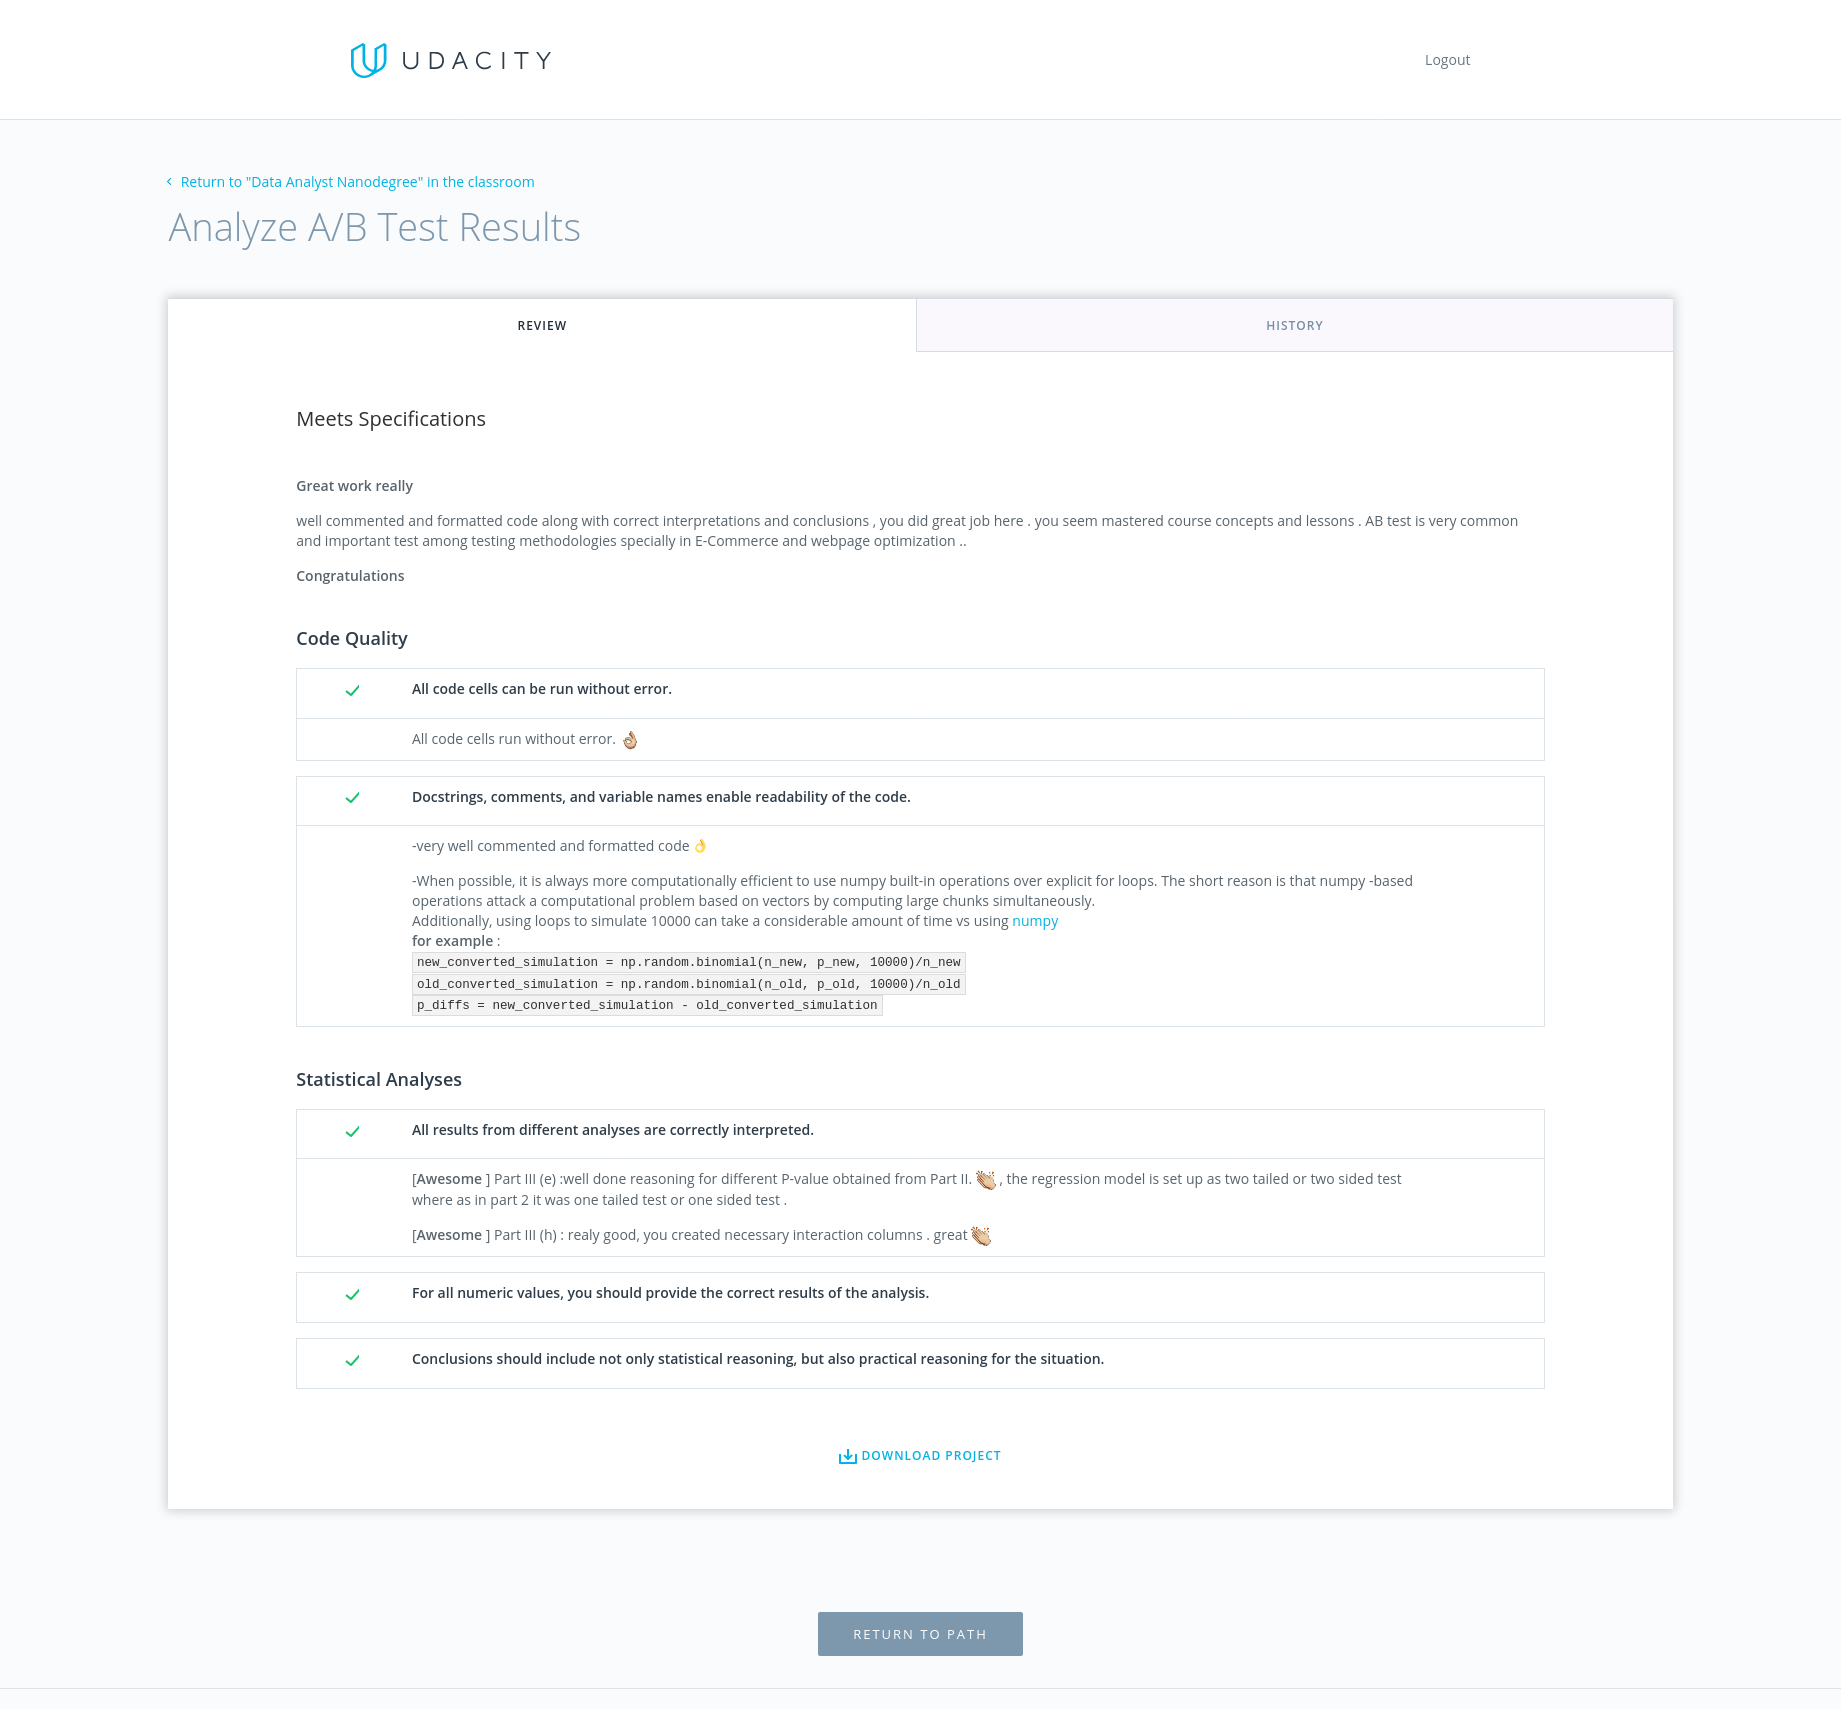 UDACITY
Logout
Return to "Data Analyst Nanodegree" in the classroom
Analyze A/B Test Results
REVIEW
HISTORY
Meets Specifications
Great work really
well commented and formatted code along with correct interpretations and conclusions , you did great job here . you seem mastered course concepts and lessons . AB test is very common
and important test among testing methodologies specially in E-Commerce and webpage optimization ..
Congratulations
Code Quality
All code cells can be run without error.
All code cells run without error. 👌🏼
Docstrings, comments, and variable names enable readability of the code.
-very well commented and formatted code 👌
-When possible, it is always more computationally efficient to use numpy built-in operations over explicit for loops. The short reason is that numpy -based
operations attack a computational problem based on vectors by computing large chunks simultaneously.
Additionally, using loops to simulate 10000 can take a considerable amount of time vs using numpy
for example :
new_converted_simulation = np.random.binomial(n_new, p_new, 10000)/n_new
old_converted_simulation = np.random.binomial(n_old, p_old, 10000)/n_old
p_diffs = new_converted_simulation - old_converted_simulation
Statistical Analyses
All results from different analyses are correctly interpreted.
[Awesome ] Part III (e) :well done reasoning for different P-value obtained from Part II. 👏🏼 , the regression model is set up as two tailed or two sided test
where as in part 2 it was one tailed test or one sided test .
[Awesome ] Part III (h) : realy good, you created necessary interaction columns . great 👏🏼
For all numeric values, you should provide the correct results of the analysis.
Conclusions should include not only statistical reasoning, but also practical reasoning for the situation.
DOWNLOAD PROJECT
RETURN TO PATH